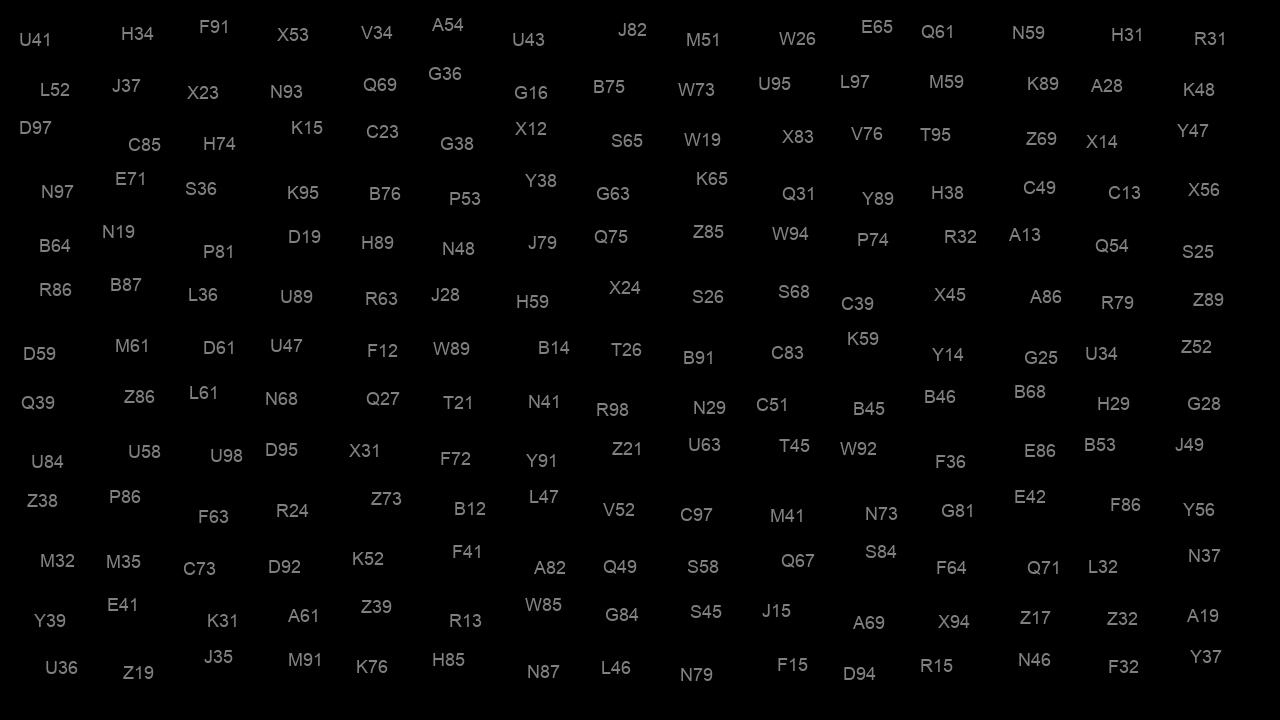 U41 H34 F91 X53 V34 A54 U43 J82 M51 W26 E65 Q61 N59 H31 R31
L52 J37 X23 N93 Q69 G36 G16 B75 W73 U95 L97 M59 K89 A28 K48
D97 C85 H74 K15 C23 G38 X12 S65 W19 X83 V76 T95 Z69 X14 Y47
N97 E71 S36 K95 B76 P53 Y38 G63 K65 Q31 Y89 H38 C49 C13 X56
B64 N19 P81 D19 H89 N48 J79 Q75 Z85 W94 P74 R32 A13 Q54 S25
R86 B87 L36 U89 R63 J28 H59 X24 S26 S68 C39 X45 A86 R79 Z89
D59 M61 D61 U47 F12 W89 B14 T26 B91 C83 K59 Y14 G25 U34 Z52
Q39 Z86 L61 N68 Q27 T21 N41 R98 N29 C51 B45 B46 B68 H29 G28
U84 U58 U98 D95 X31 F72 Y91 Z21 U63 T45 W92 F36 E86 B53 J49
Z38 P86 F63 R24 Z73 B12 L47 V52 C97 M41 N73 G81 E42 F86 Y56
M32 M35 C73 D92 K52 F41 A82 Q49 S58 Q67 S84 F64 Q71 L32 N37
Y39 E41 K31 A61 Z39 R13 W85 G84 S45 J15 A69 X94 Z17 Z32 A19
U36 Z19 J35 M91 K76 H85 N87 L46 N79 F15 D94 R15 N46 F32 Y37